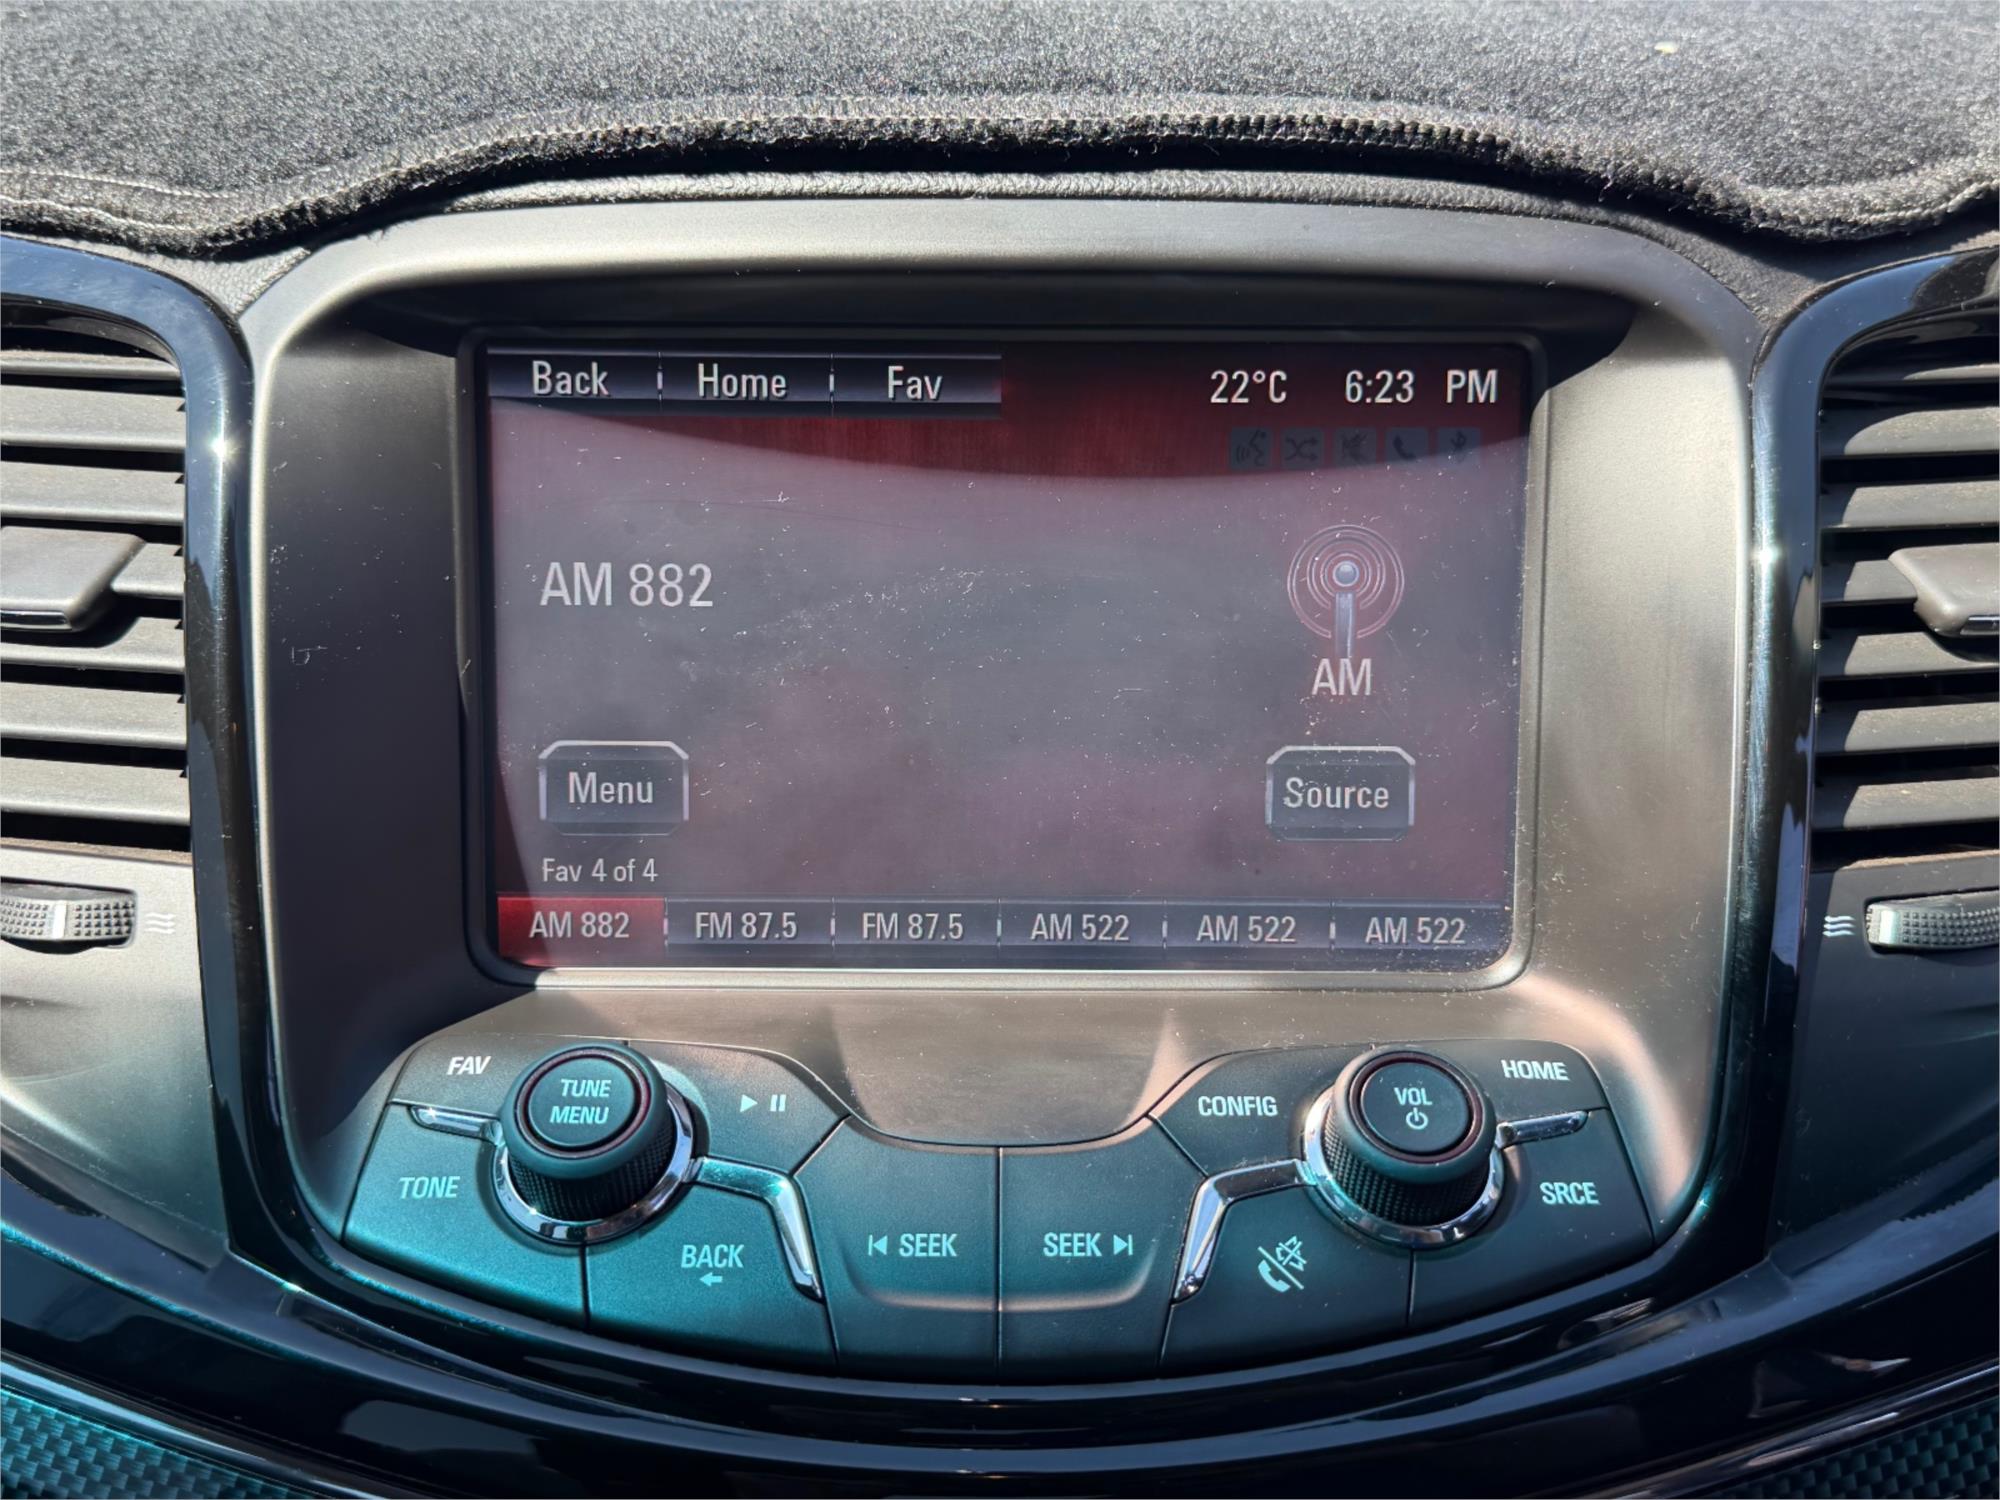 Back Home Fav 22°C 6:23 PM
AM 882
AM
Menu Source
Fav 4 of 4
AM 882 FM 87.5 FM 87.5 AM 522 AM 522 AM 522
FAV
TUNE
MENU
TONE
BACK
SEEK
SEEK
CONFIG
VOL
HOME
SRCE